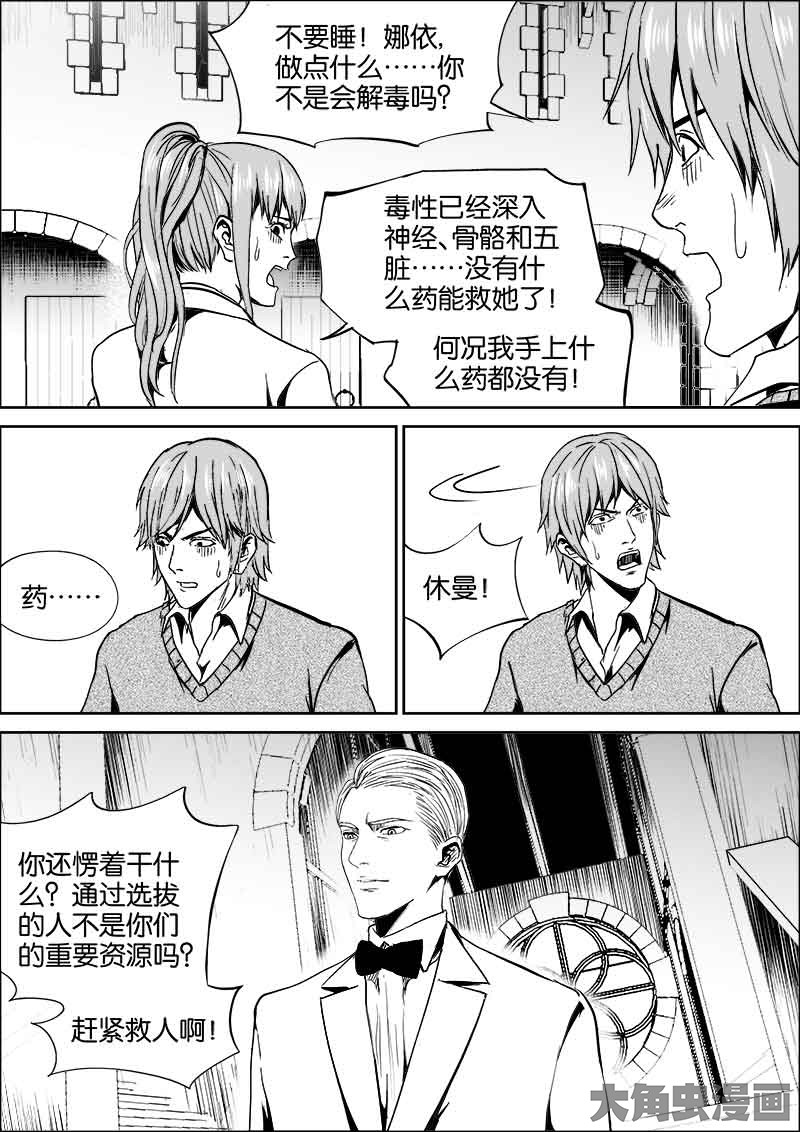 不要睡！娜依，
做点什么……你
不是会解毒吗？
毒性已经深入
神经、骨骼和五
脏……没有什
么药能救她了！
何况我手上什
么药都没有！
药……
休曼！
你还愣着干什
么？通过选拔
的人不是你们
的重要资源吗？
赶紧救人啊！
大角虫漫画